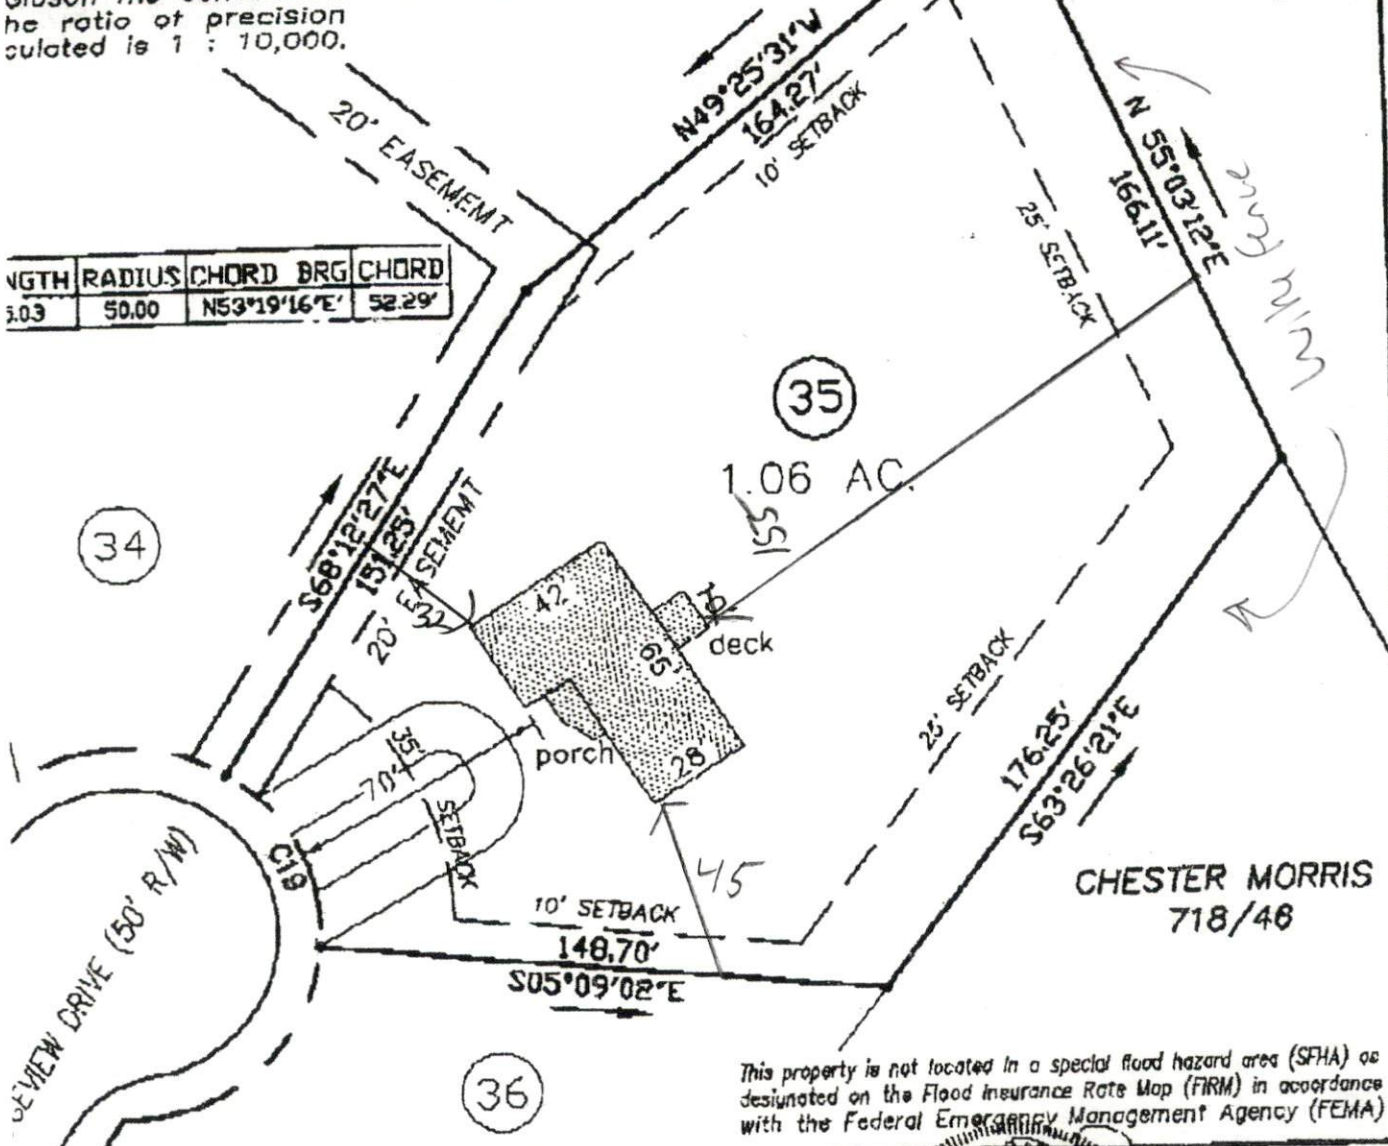 he ratio of precision
culated is 1 : 10,000.
20' EASEMEMT
N49°25'31"W
164.27'
10' SETBACK
N 55°03'12"E
166.11'
25' SETBACK
NGTH RADIUS CHORD BRG CHORD
5.03 50.00 N53°19'16"E' 52.29'
35
1.06 AC.
155
34
S68°12'27"E
151.25'
20' EASEMEMT
32
42'
65'
10'
deck
28'
porch
35'
SETBACK
70'
C19
25' SETBACK
176.25'
S63°26'21"E
45
10' SETBACK
148.70'
S05°09'02"E
EVIEW DRIVE (50' R/W)
36
CHESTER MORRIS
718/46
This property is not located in a special flood hazard area (SFHA) as
designated on the Flood Insurance Rate Map (FIRM) in accordance
with the Federal Emergency Management Agency (FEMA)